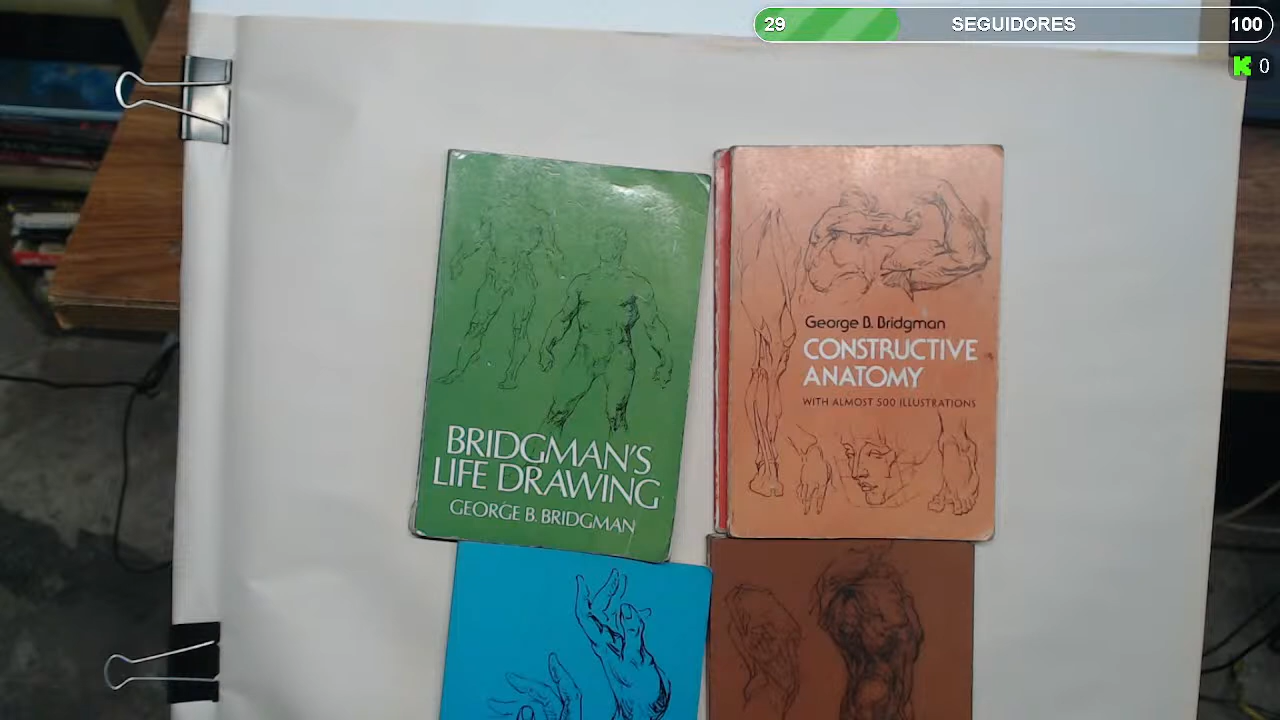 29 SEGUIDORES 100
0
BRIDGMAN'S
LIFE DRAWING
GEORGE B. BRIDGMAN
George B. Bridgman
CONSTRUCTIVE
ANATOMY
WITH ALMOST 500 ILLUSTRATIONS